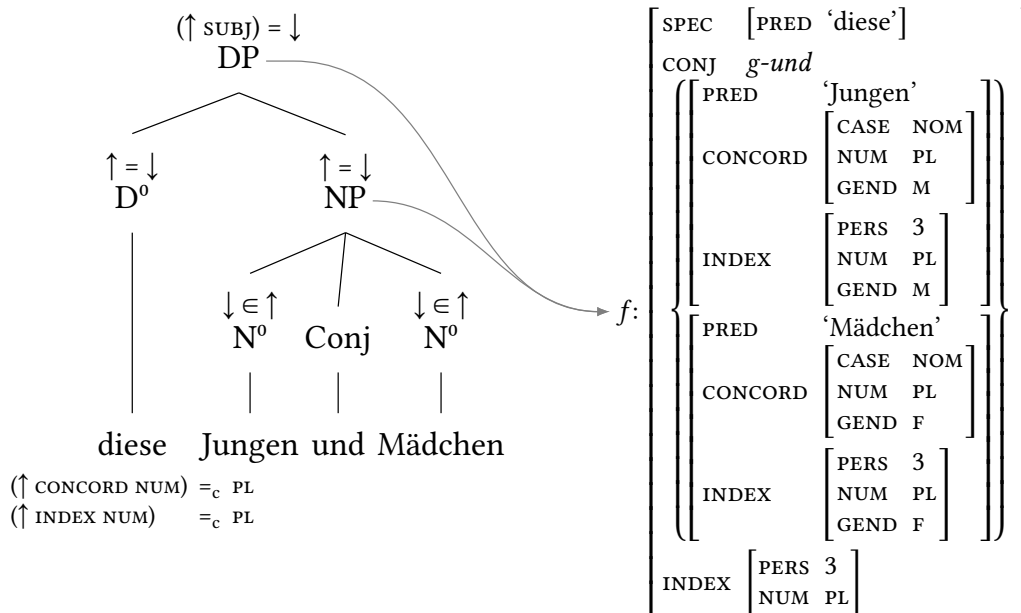 (↑ SUBJ) = ↓
DP
↑ = ↓ ↑ = ↓
D⁰ NP
↓ ∈ ↑ ↓ ∈ ↑
N⁰ Conj N⁰
diese Jungen und Mädchen
(↑ CONCORD NUM) =c PL
(↑ INDEX NUM) =c PL
f:
SPEC [PRED ‘diese’]
CONJ g-und
PRED ‘Jungen’
CASE NOM
CONCORD NUM PL
GEND M
PERS 3
INDEX NUM PL
GEND M
PRED ‘Mädchen’
CASE NOM
CONCORD NUM PL
GEND F
PERS 3
INDEX NUM PL
GEND F
INDEX PERS 3
NUM PL